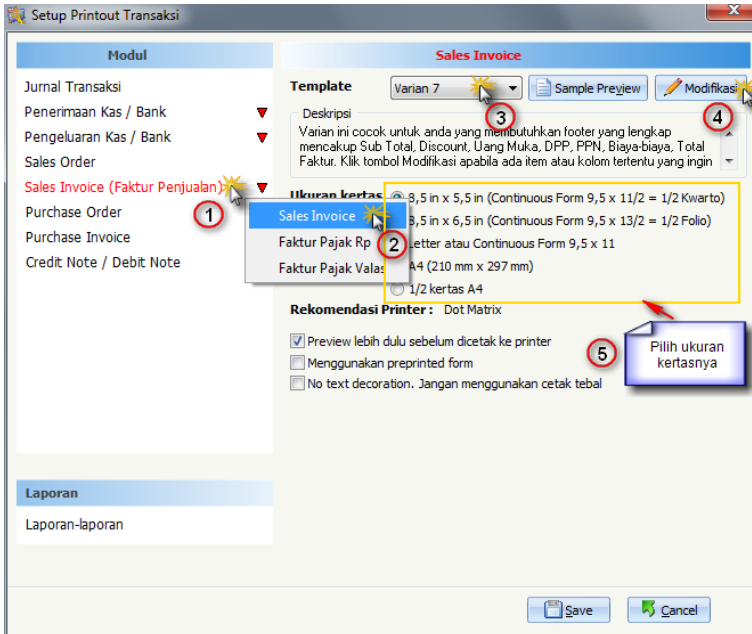 Setup Printout Transaksi
Modul
Jurnal Transaksi
Penerimaan Kas / Bank
Pengeluaran Kas / Bank
Sales Order
Sales Invoice (Faktur Penjualan)
1
Purchase Order
Purchase Invoice
Credit Note / Debit Note
Sales Invoice
2
Faktur Pajak Rp
Faktur Pajak Valas
Laporan
Laporan-laporan
Sales Invoice
Template
Varian 7
3
Sample Preview
Modifikasi
4
Deskripsi
Varian ini cocok untuk anda yang membutuhkan footer yang lengkap
mencakup Sub Total, Discount, Uang Muka, DPP, PPN, Biaya-biaya, Total
Faktur. Klik tombol Modifikasi apabila ada item atau kolom tertentu yang ingin
Ukuran kertas
8,5 in x 5,5 in (Continuous Form 9,5 x 11/2 = 1/2 Kwarto)
8,5 in x 6,5 in (Continuous Form 9,5 x 13/2 = 1/2 Folio)
Letter atau Continuous Form 9,5 x 11
A4 (210 mm x 297 mm)
1/2 kertas A4
Rekomendasi Printer : Dot Matrix
Preview lebih dulu sebelum dicetak ke printer
Menggunakan preprinted form
No text decoration. Jangan menggunakan cetak tebal
5
Pilih ukuran
kertasnya
Save
Cancel